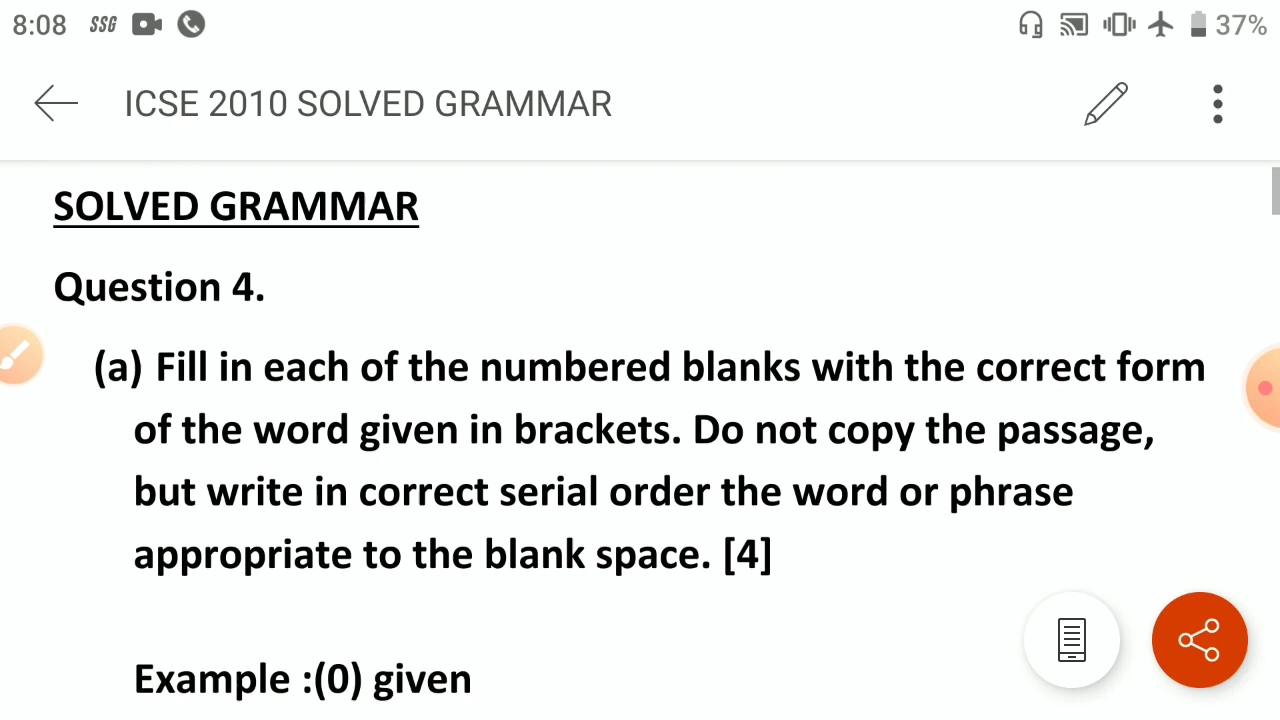 8:08 SSG 37%
ICSE 2010 SOLVED GRAMMAR
SOLVED GRAMMAR
Question 4.
(a) Fill in each of the numbered blanks with the correct form
of the word given in brackets. Do not copy the passage,
but write in correct serial order the word or phrase
appropriate to the blank space. [4]
Example :(0) given